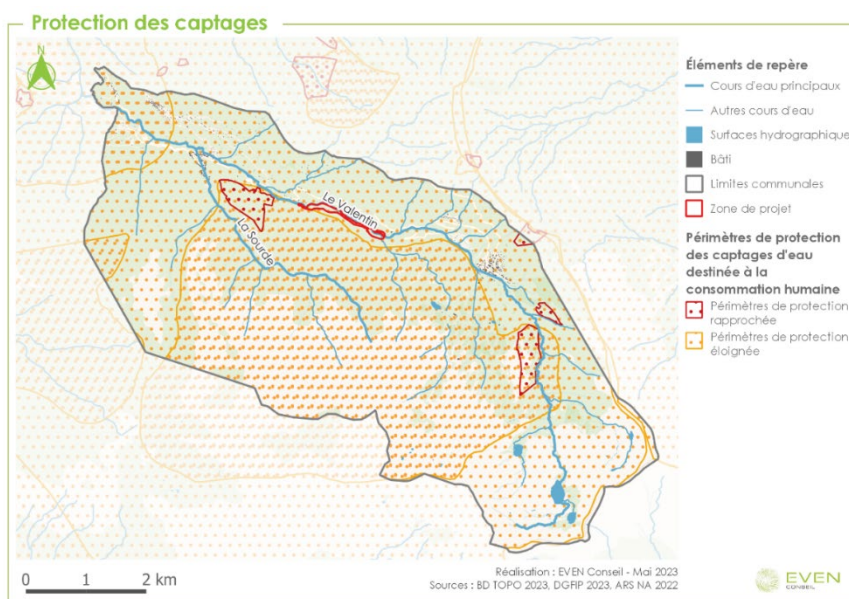 Protection des captages
N
Le Valentin
La Sourde
Éléments de repère
Cours d'eau principaux
Autres cours d'eau
Surfaces hydrographique
Bâti
Limites communales
Zone de projet
Périmètres de protection
des captages d'eau
destinée à la
consommation humaine
Périmètres de protection
rapprochée
Périmètres de protection
éloignée
0 1 2 km
Réalisation : EVEN Conseil - Mai 2023
Sources : BD TOPO 2023, DGFIP 2023, ARS NA 2022
EVEN
CONSEIL